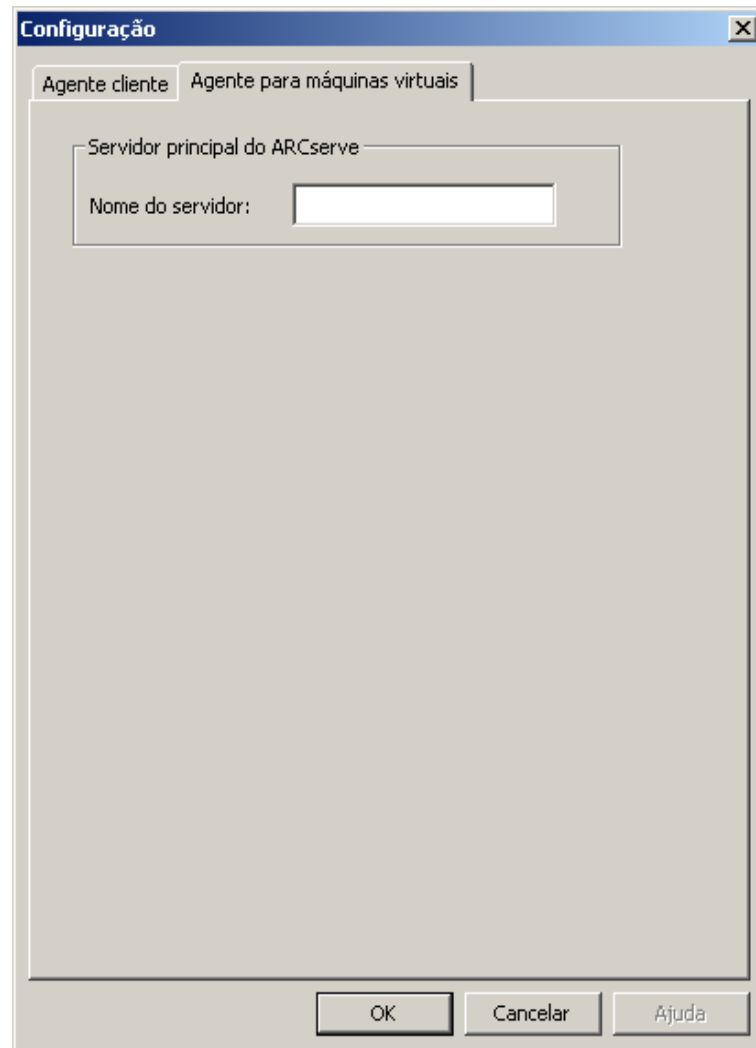 Configuração
Agente cliente
Agente para máquinas virtuais
Servidor principal do ARCserve
Nome do servidor:
OK
Cancelar
Ajuda